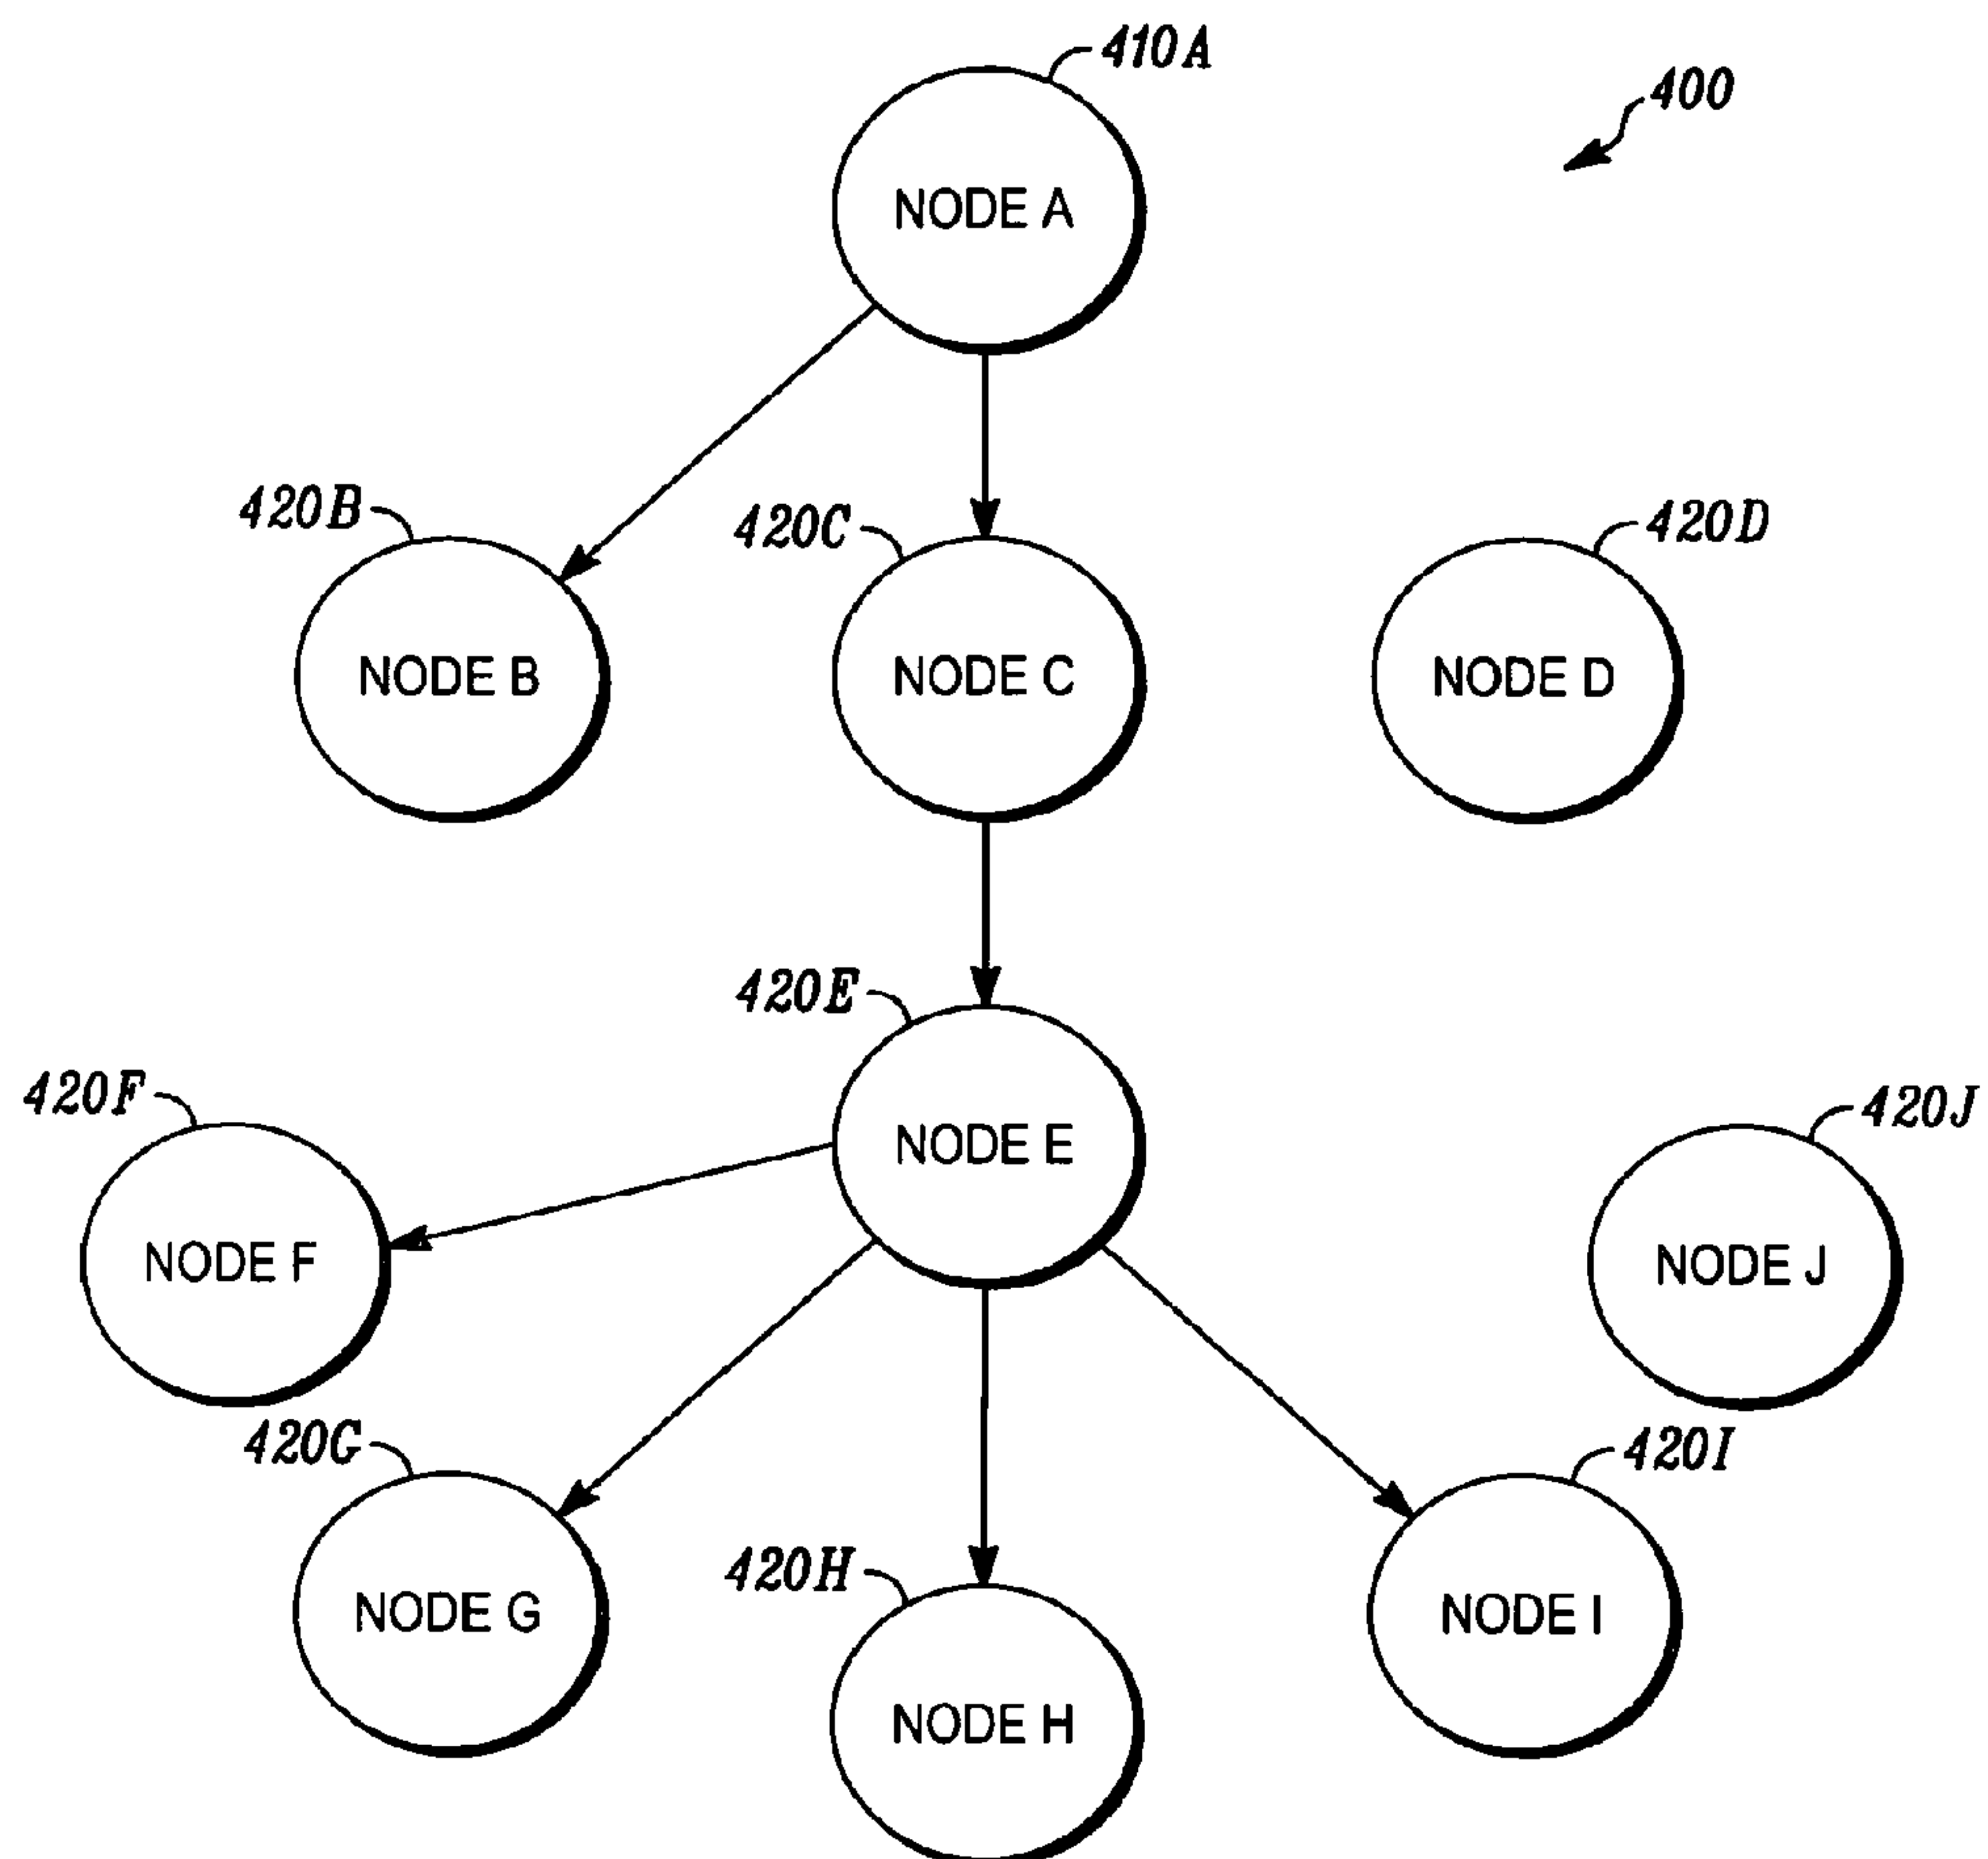 410A
400
NODE A
420B
420C
420D
NODE B
NODE C
NODE D
420E
420F
420J
NODE E
NODE F
NODE J
420G
420I
420H
NODE G
NODE I
NODE H